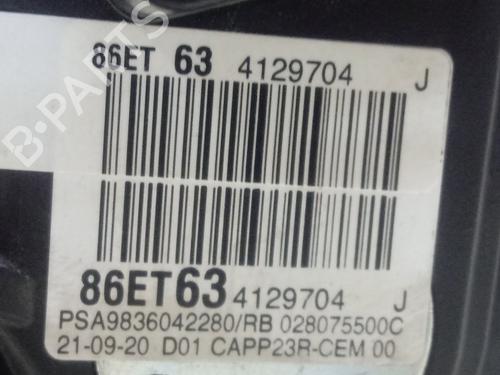 86ET 63 4129704 J
B-PARTS
86ET63 4129704 J
PSA9836042280/RB 028075500C
21-09-20 D01 CAPP23R-CEM 00